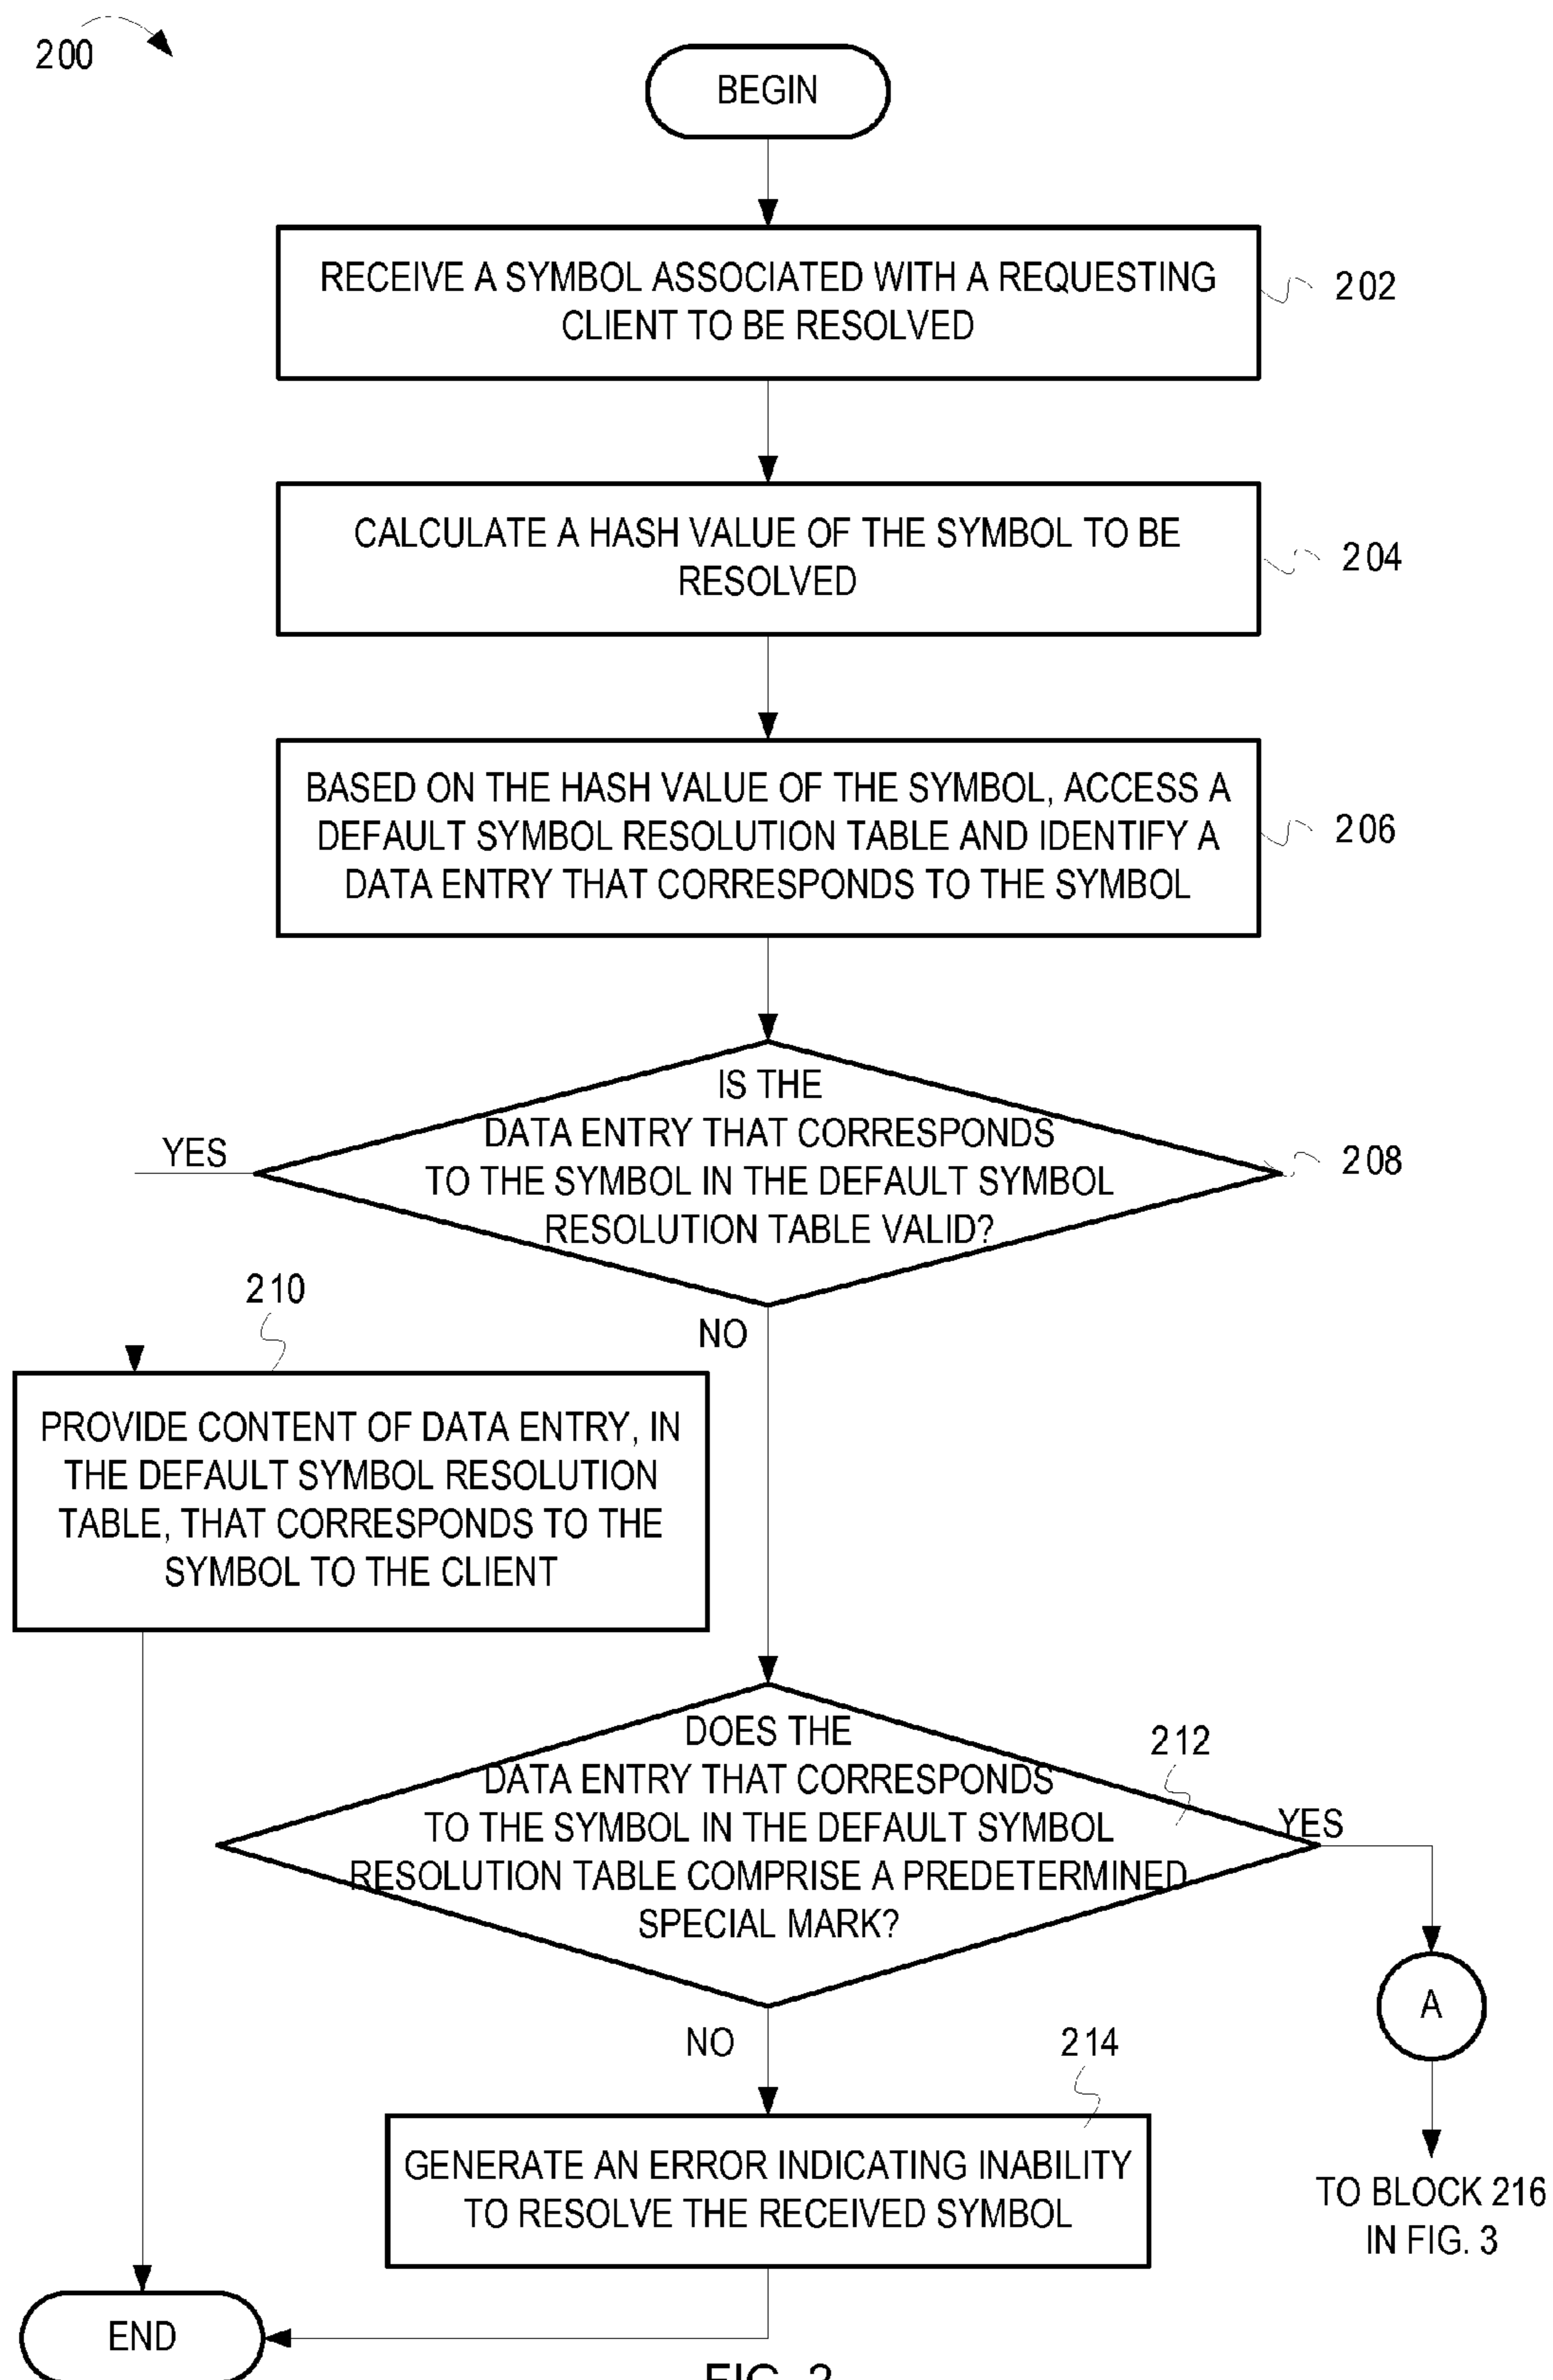 200
BEGIN
RECEIVE A SYMBOL ASSOCIATED WITH A REQUESTING
CLIENT TO BE RESOLVED
202
CALCULATE A HASH VALUE OF THE SYMBOL TO BE
RESOLVED
204
BASED ON THE HASH VALUE OF THE SYMBOL, ACCESS A
DEFAULT SYMBOL RESOLUTION TABLE AND IDENTIFY A
DATA ENTRY THAT CORRESPONDS TO THE SYMBOL
206
IS THE
DATA ENTRY THAT CORRESPONDS
TO THE SYMBOL IN THE DEFAULT SYMBOL
RESOLUTION TABLE VALID?
YES
208
210
NO
PROVIDE CONTENT OF DATA ENTRY, IN
THE DEFAULT SYMBOL RESOLUTION
TABLE, THAT CORRESPONDS TO THE
SYMBOL TO THE CLIENT
DOES THE
DATA ENTRY THAT CORRESPONDS
TO THE SYMBOL IN THE DEFAULT SYMBOL
RESOLUTION TABLE COMPRISE A PREDETERMINED
SPECIAL MARK?
212
YES
A
NO
214
GENERATE AN ERROR INDICATING INABILITY
TO RESOLVE THE RECEIVED SYMBOL
TO BLOCK 216
IN FIG. 3
END
FIG. 2